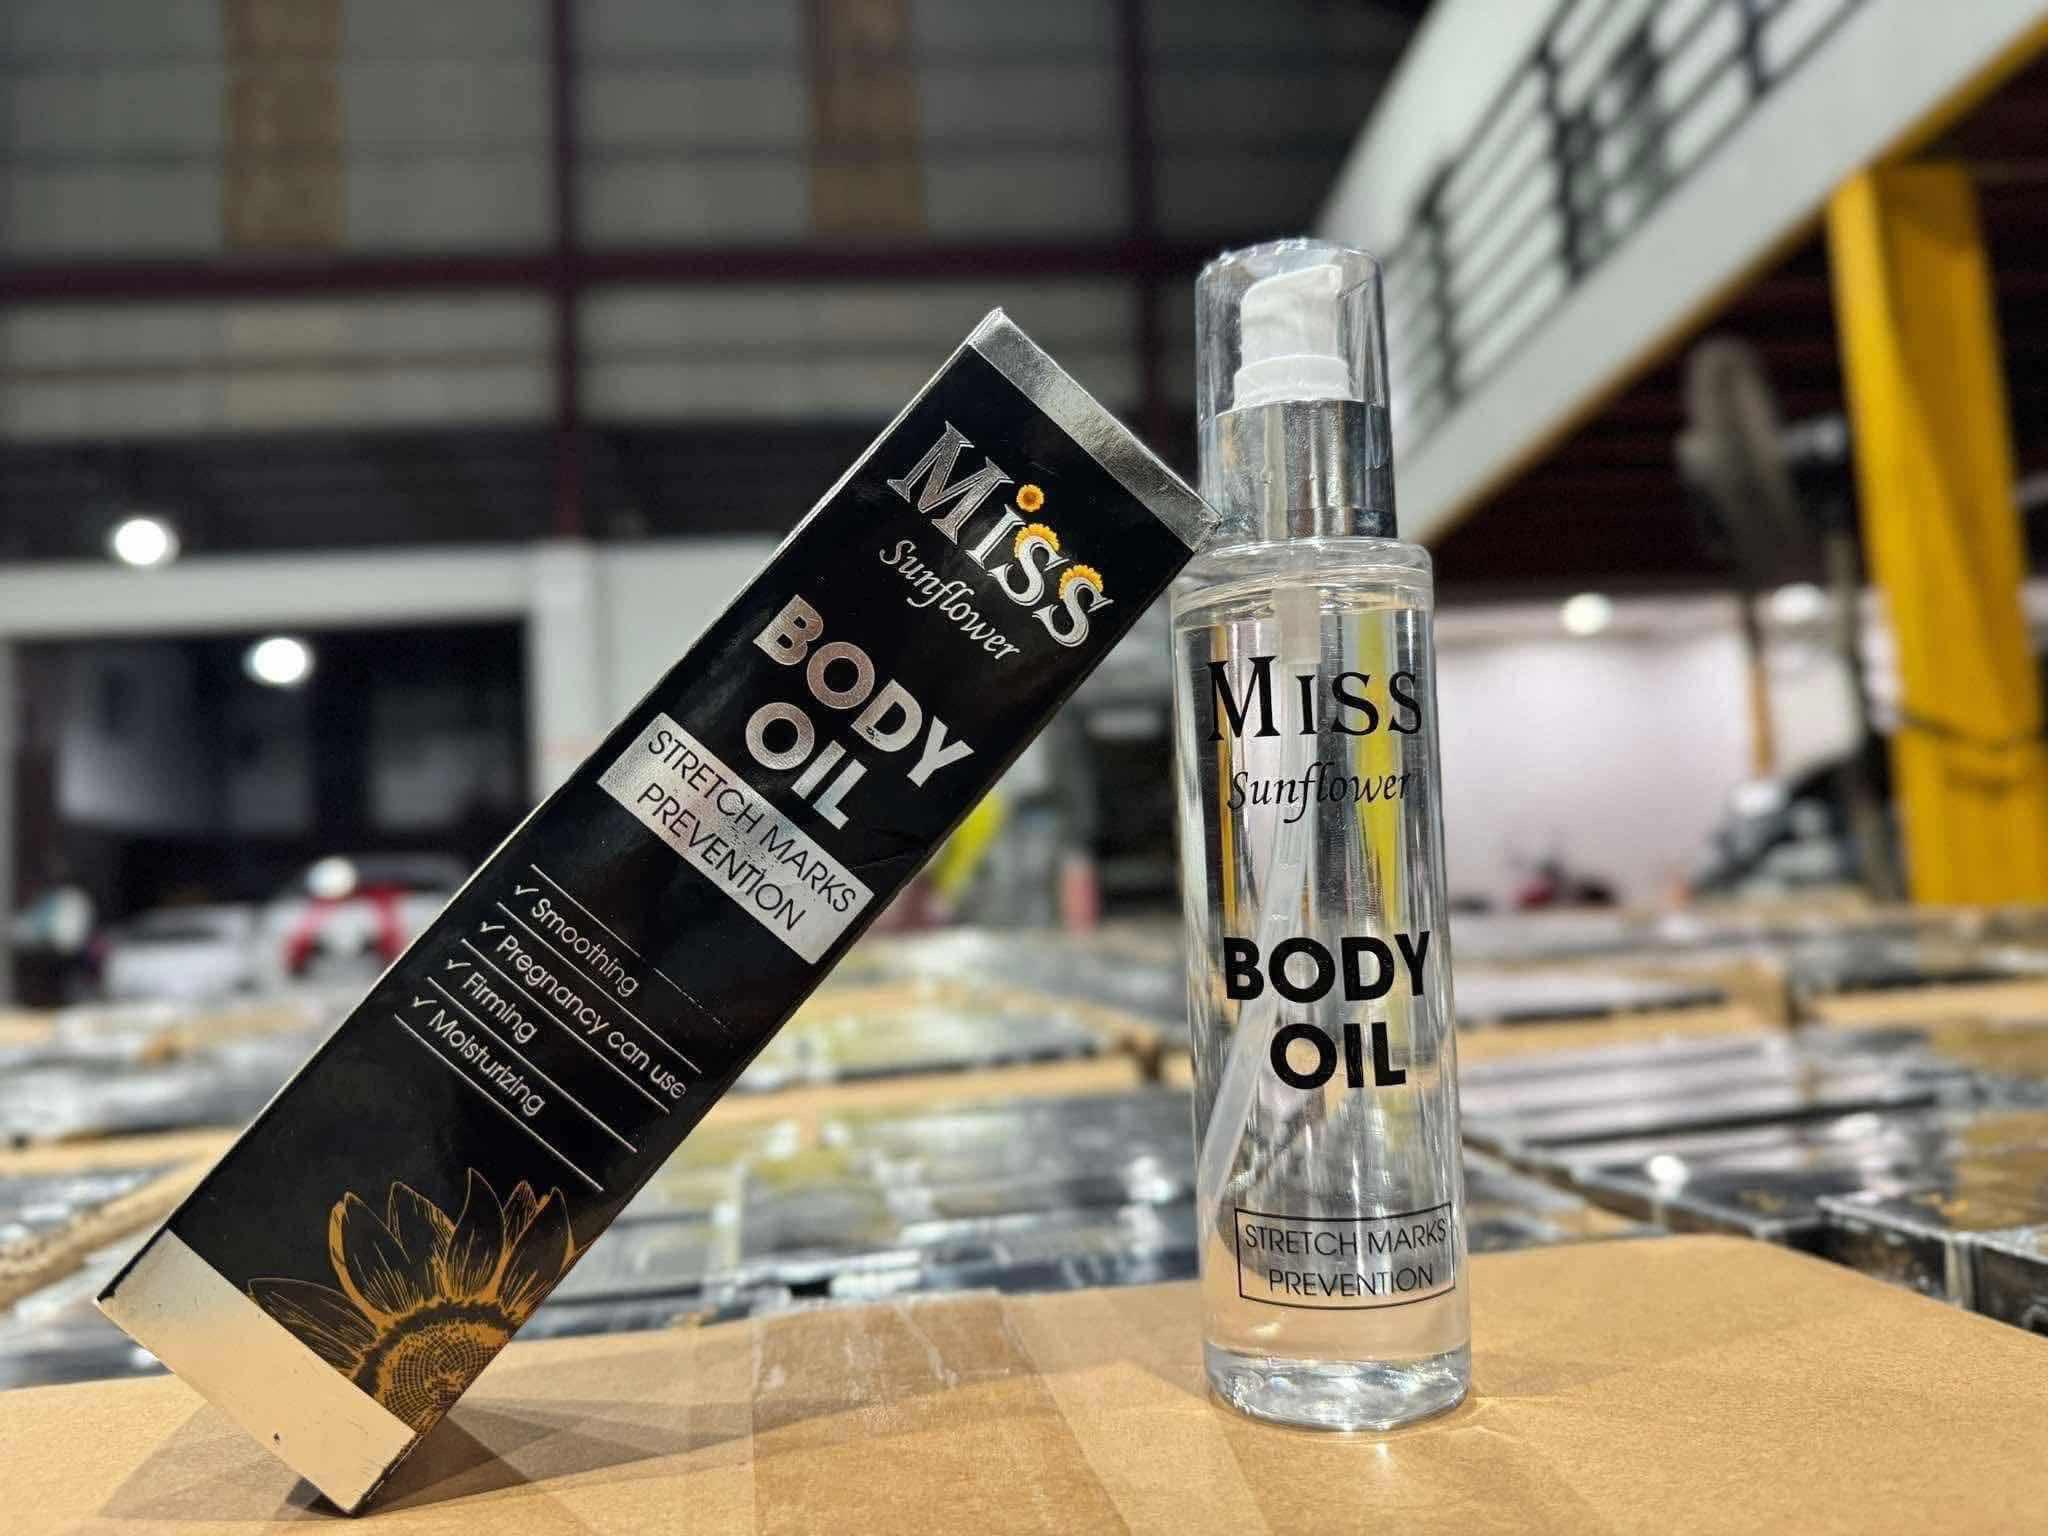 MISS
Sunflower
BODY
OIL
STRETCH MARKS
PREVENTION
✓ Smoothing
✓ Pregnancy can use
✓ Firming
✓ Moisturizing
MISS
Sunflower
BODY
OIL
STRETCH MARKS
PREVENTION